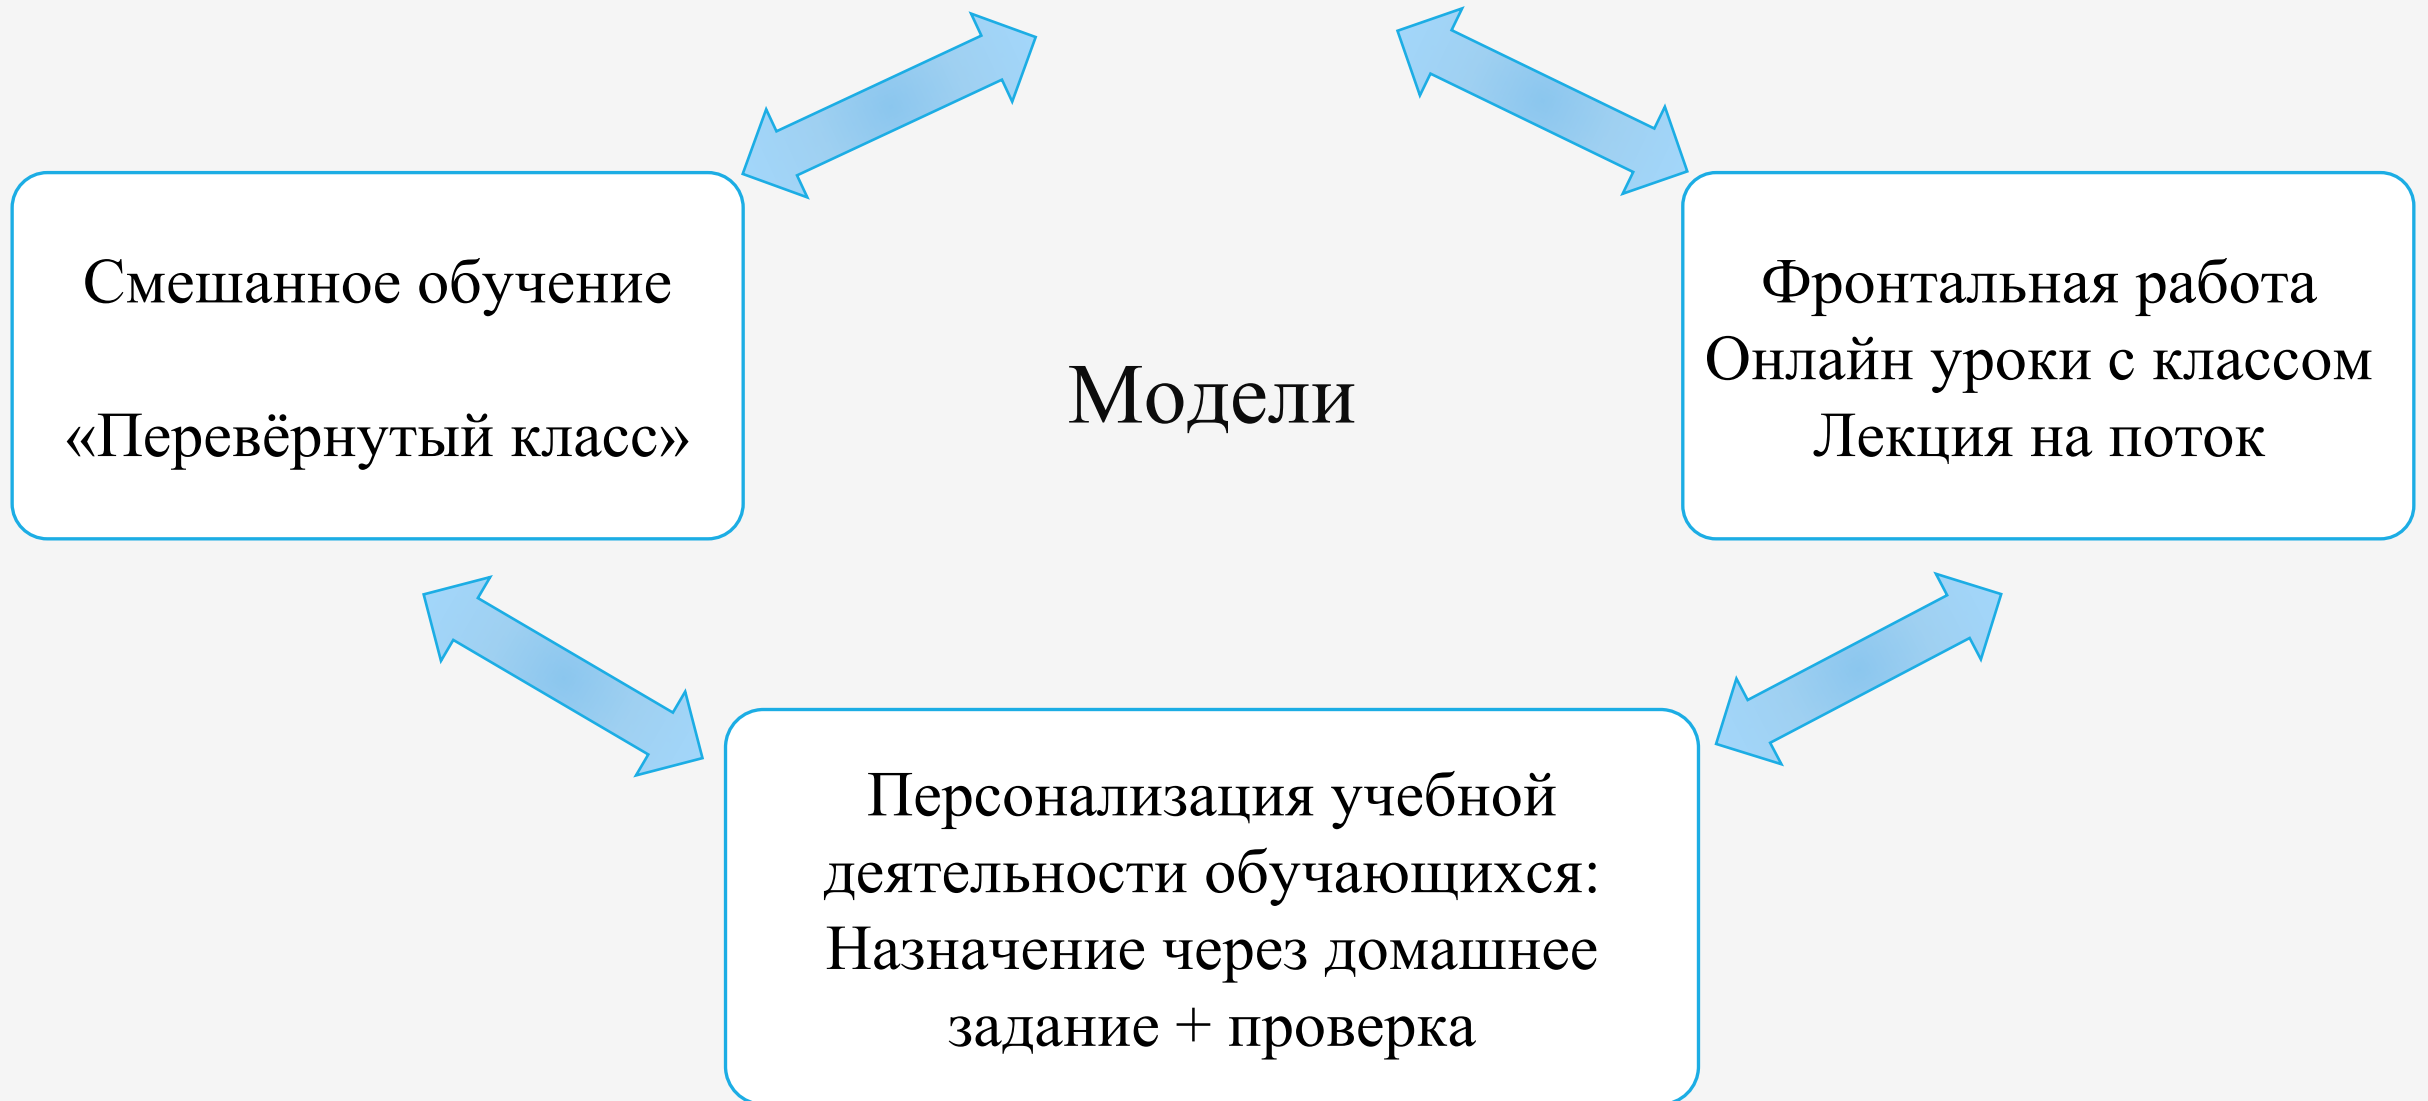 Смешанное обучение
«Перевёрнутый класс»
Модели
Фронтальная работа
Онлайн уроки с классом
Лекция на поток
Персонализация учебной
деятельности обучающихся:
Назначение через домашнее
задание + проверка